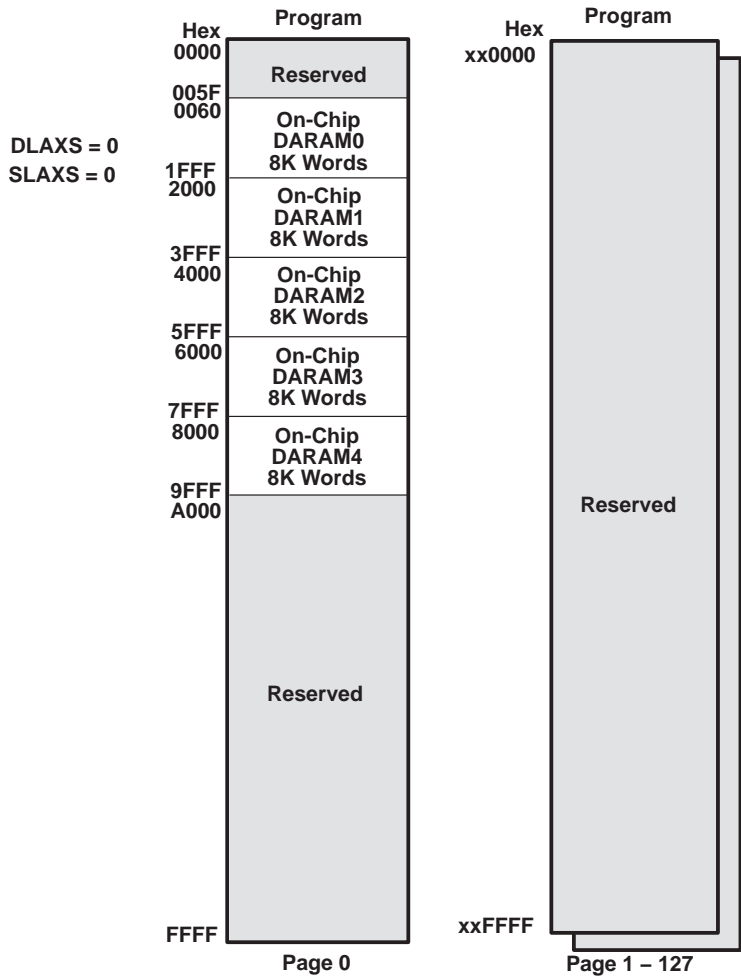 Program
Hex
0000
Reserved
005F
0060
On-Chip
DARAM0
8K Words
DLAXS = 0
SLAXS = 0
1FFF
2000
On-Chip
DARAM1
8K Words
3FFF
4000
On-Chip
DARAM2
8K Words
5FFF
6000
On-Chip
DARAM3
8K Words
7FFF
8000
On-Chip
DARAM4
8K Words
9FFF
A000
Reserved
FFFF
Page 0
Program
Hex
xx0000
Reserved
xxFFFF
Page 1 – 127